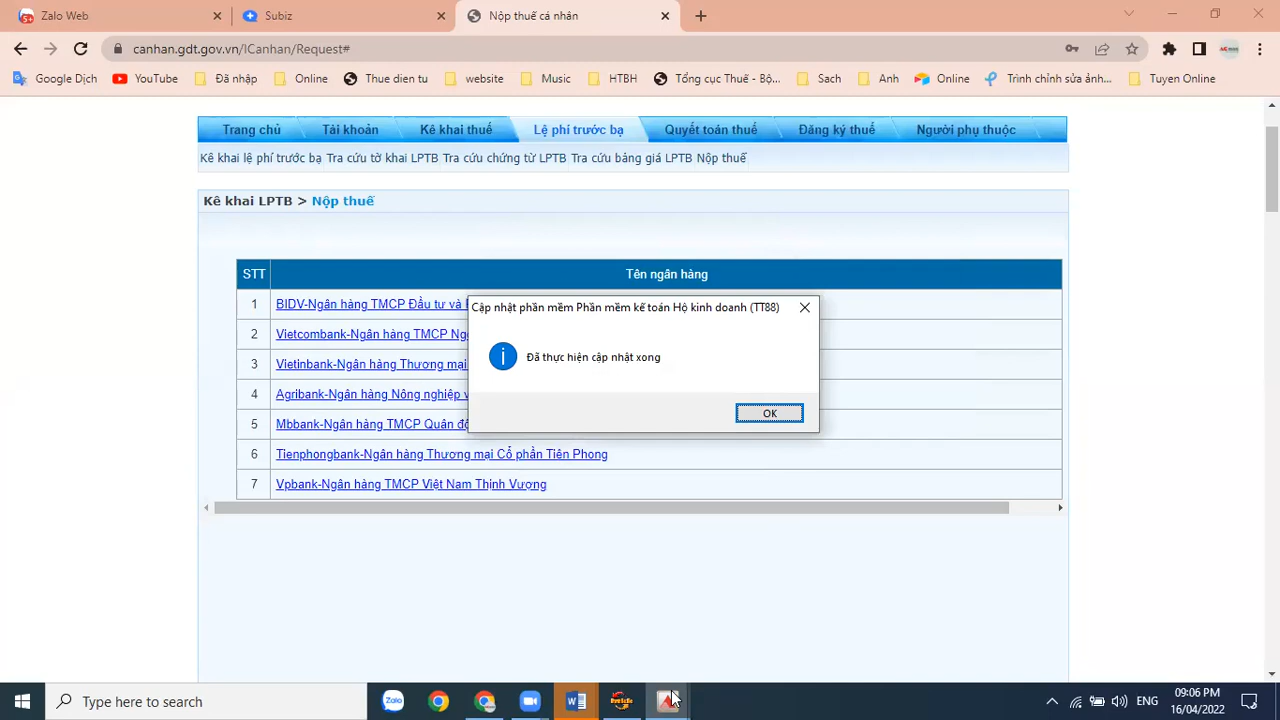 Zalo Web
Subiz
Nộp thuế cá nhân
canhan.gdt.gov.vn/ICanhan/Request#
Google Dịch
YouTube
Đã nhập
Online
Thue dien tu
website
Music
HTBH
Tổng cục Thuế - Bộ...
Sach
Anh
Online
Trình chỉnh sửa ảnh...
Tuyen Online
Trang chủ
Tài khoản
Kê khai thuế
Lệ phí trước bạ
Quyết toán thuế
Đăng ký thuế
Người phụ thuộc
Kê khai lệ phí trước bạ Tra cứu tờ khai LPTB Tra cứu chứng từ LPTB Tra cứu bảng giá LPTB Nộp thuế
Kê khai LPTB > Nộp thuế
STT
Tên ngân hàng
1
BIDV-Ngân hàng TMCP Đầu tư và
2
Vietcombank-Ngân hàng TMCP Ng
3
Vietinbank-Ngân hàng Thương mại
4
Agribank-Ngân hàng Nông nghiệp
5
Mbbank-Ngân hàng TMCP Quân độ
6
Tienphongbank-Ngân hàng Thương mại Cổ phần Tiên Phong
7
Vpbank-Ngân hàng TMCP Việt Nam Thịnh Vượng
Cập nhật phần mềm Phần mềm kế toán Hộ kinh doanh (TT88)
Đã thực hiện cập nhật xong
OK
Type here to search
Zalo
ENG
09:06 PM
16/04/2022